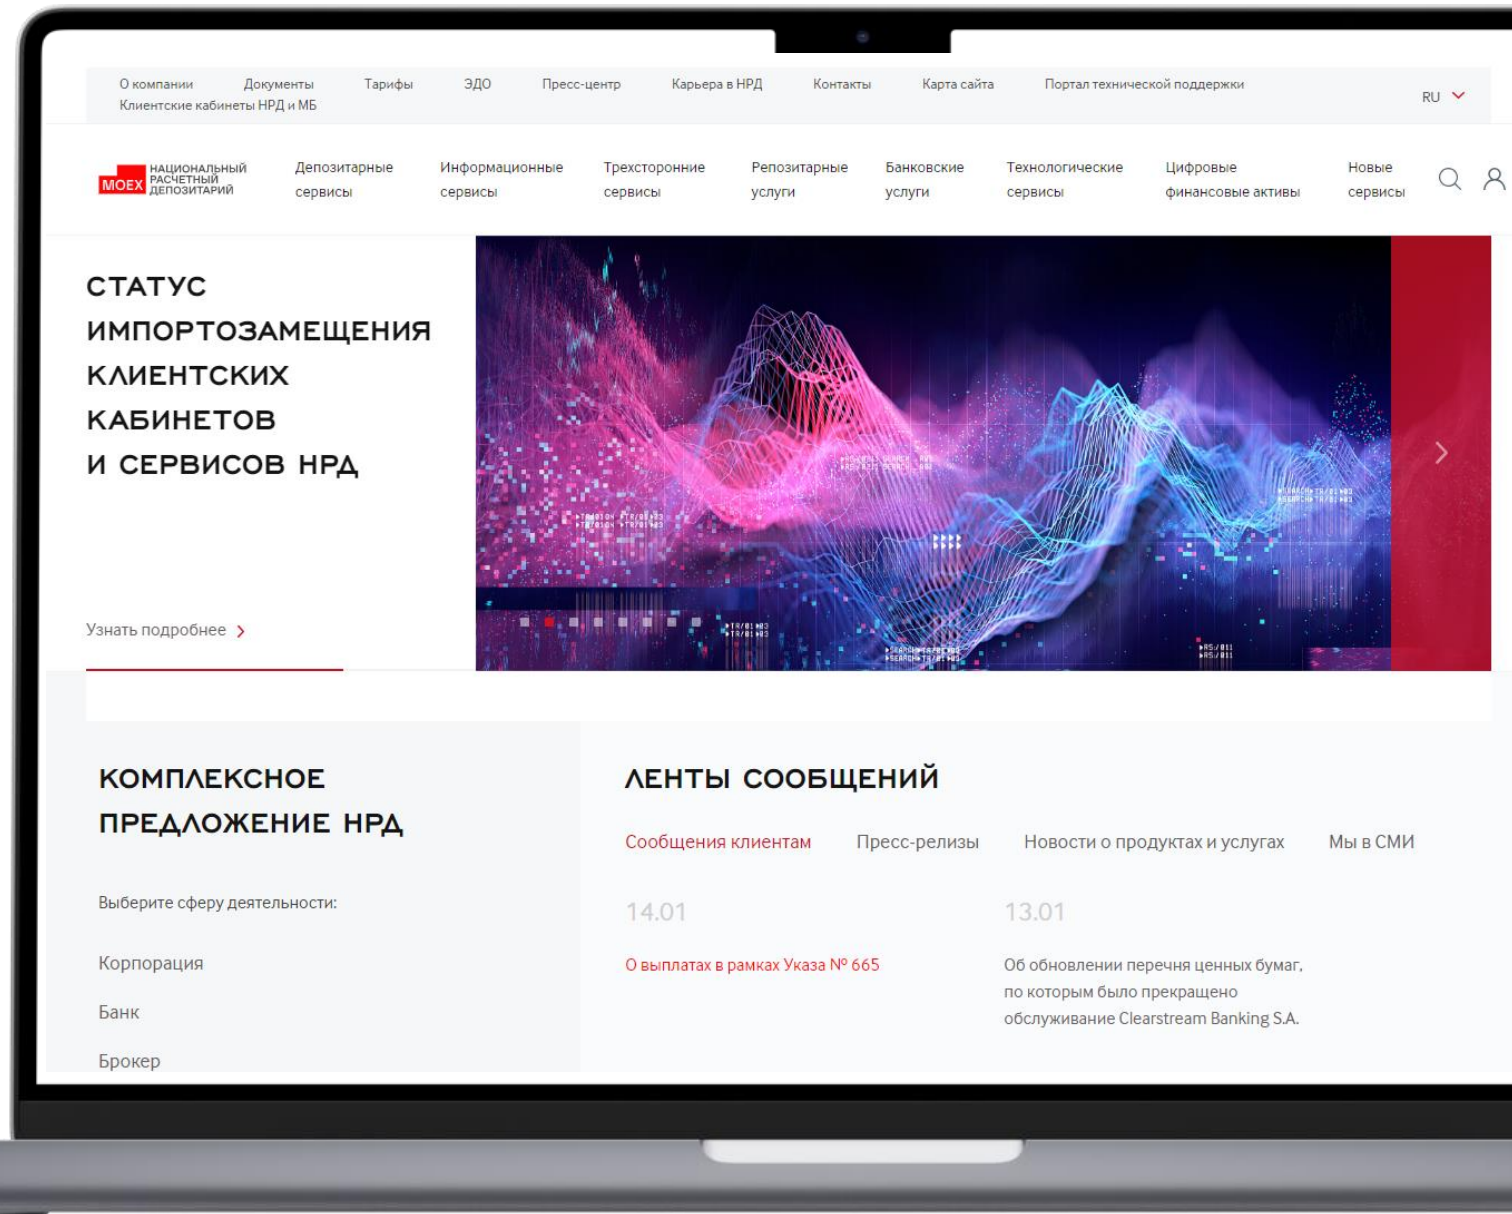 О компании Документы Тарифы ЭДО Пресс-центр Карьера в НРД Контакты Карта сайта Портал технической поддержки
Клиентские кабинеты НРД и МБ
RU
MOEX
НАЦИОНАЛЬНЫЙ
РАСЧЕТНЫЙ
ДЕПОЗИТАРИЙ
Депозитарные
сервисы
Информационные
сервисы
Трехсторонние
сервисы
Репозитарные
услуги
Банковские
услуги
Технологические
сервисы
Цифровые
финансовые активы
Новые
сервисы
СТАТУС
ИМПОРТОЗАМЕЩЕНИЯ
КЛИЕНТСКИХ
КАБИНЕТОВ
И СЕРВИСОВ НРД
Узнать подробнее
КОМПЛЕКСНОЕ
ПРЕДЛОЖЕНИЕ НРД
Выберите сферу деятельности:
Корпорация
Банк
Брокер
ЛЕНТЫ СООБЩЕНИЙ
Сообщения клиентам Пресс-релизы Новости о продуктах и услугах Мы в СМИ
14.01
О выплатах в рамках Указа № 665
13.01
Об обновлении перечня ценных бумаг,
по которым было прекращено
обслуживание Clearstream Banking S.A.